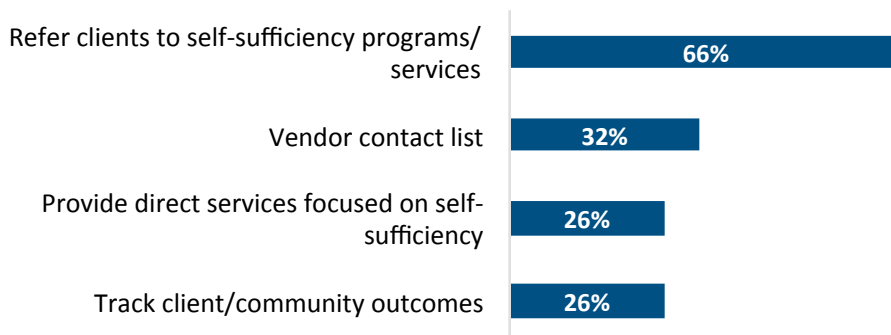 Refer clients to self-sufficiency programs/
services
66%
Vendor contact list
32%
Provide direct services focused on self-
sufficiency
26%
Track client/community outcomes
26%